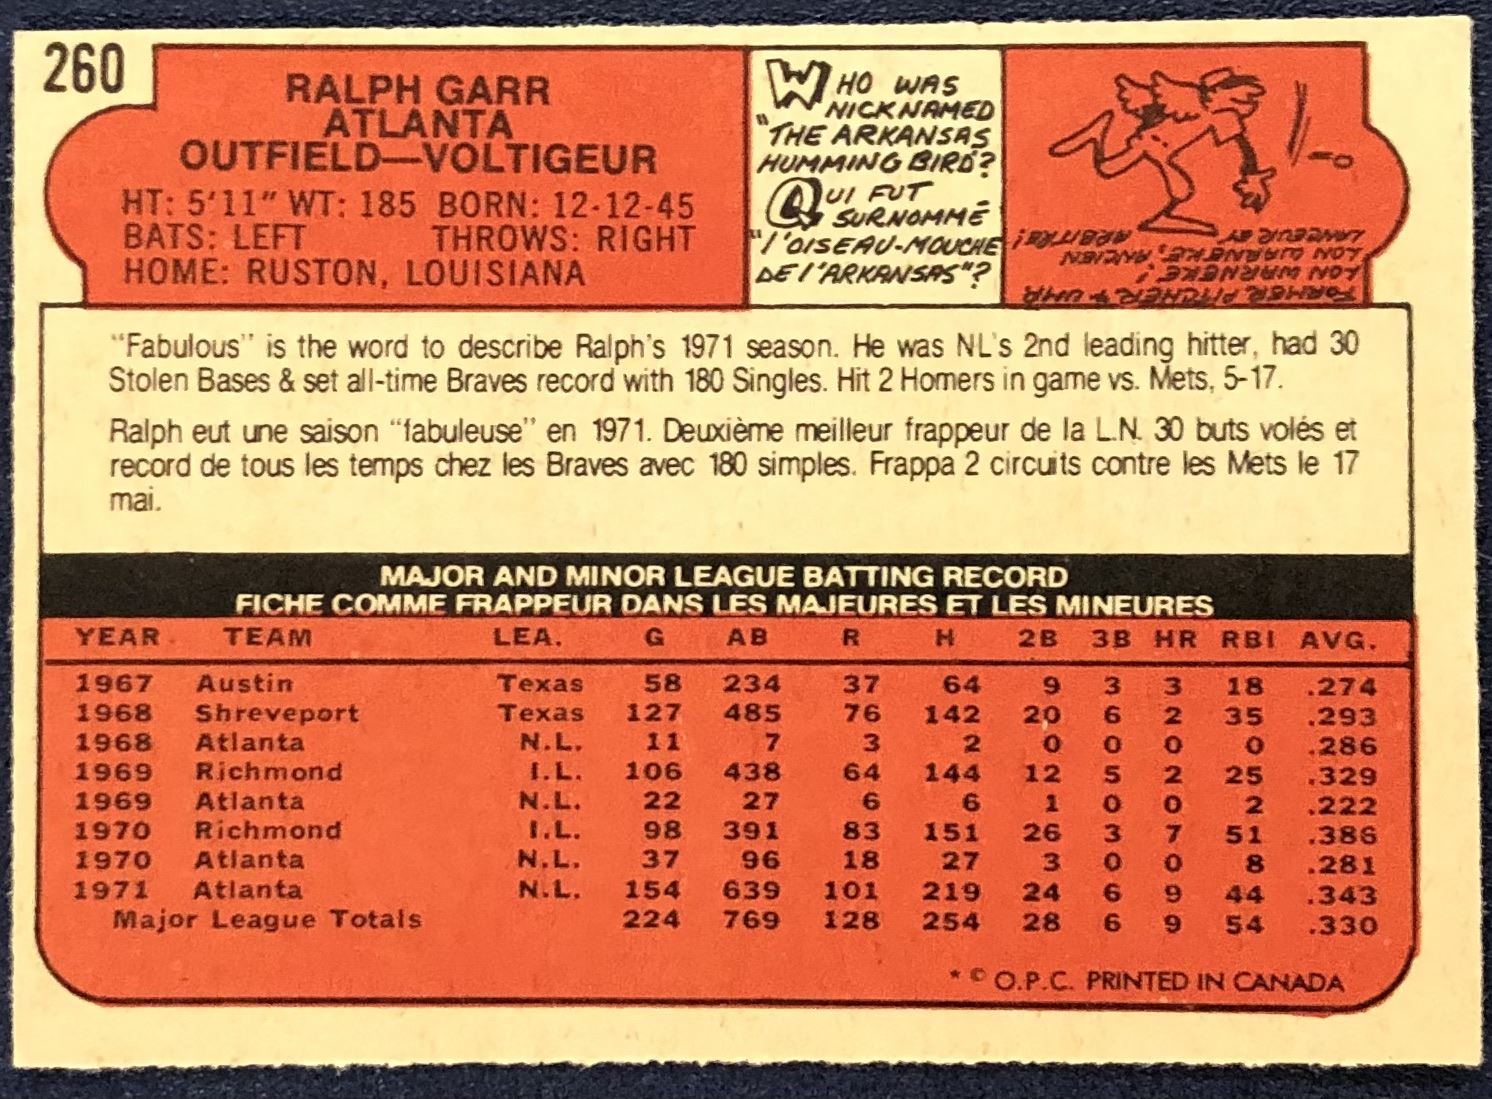 260
RALPH GARR
ATLANTA
OUTFIELD—VOLTIGEUR
HT: 5'11" WT: 185 BORN: 12-12-45
BATS: LEFT THROWS: RIGHT
HOME: RUSTON, LOUISIANA
WHO WAS
NICKNAMED
"THE ARKANSAS
HUMMING BIRD?
QUI FUT
SURNOMMÉ
"l'OISEAU-MOUCHE
DE l'ARKANSAS"?
FORMER PITCHER & UMP
LON WARNEKE!
LON WARNEKE, ANCIEN
LANCEUR ET ARBITRE!
"Fabulous" is the word to describe Ralph's 1971 season. He was NL's 2nd leading hitter, had 30
Stolen Bases & set all-time Braves record with 180 Singles. Hit 2 Homers in game vs. Mets, 5-17.
Ralph eut une saison "fabuleuse" en 1971. Deuxième meilleur frappeur de la L.N. 30 buts volés et
record de tous les temps chez les Braves avec 180 simples. Frappa 2 circuits contre les Mets le 17
mai.
MAJOR AND MINOR LEAGUE BATTING RECORD
FICHE COMME FRAPPEUR DANS LES MAJEURES ET LES MINEURES
YEAR TEAM LEA. G AB R H 2B 3B HR RBI AVG.
1967 Austin Texas 58 234 37 64 9 3 3 18 .274
1968 Shreveport Texas 127 485 76 142 20 6 2 35 .293
1968 Atlanta N.L. 11 7 3 2 0 0 0 0 .286
1969 Richmond I.L. 106 438 64 144 12 5 2 25 .329
1969 Atlanta N.L. 22 27 6 6 1 0 0 2 .222
1970 Richmond I.L. 98 391 83 151 26 3 7 51 .386
1970 Atlanta N.L. 37 96 18 27 3 0 0 8 .281
1971 Atlanta N.L. 154 639 101 219 24 6 9 44 .343
Major League Totals 224 769 128 254 28 6 9 54 .330
* © O.P.C. PRINTED IN CANADA